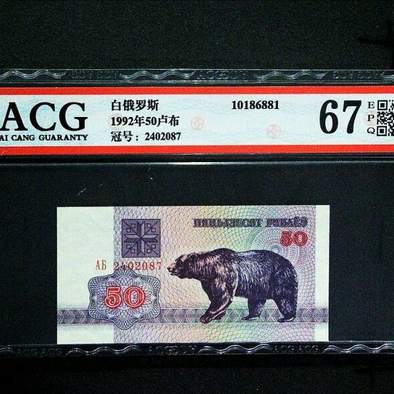 ACG
AI CANG GUARANTY
白俄罗斯
1992年50卢布
冠号：2402087
10186881
67
EPQ
ПЯЦЬДЗЕСЯТ РУБЛЁЎ
50
АБ 2402087
50